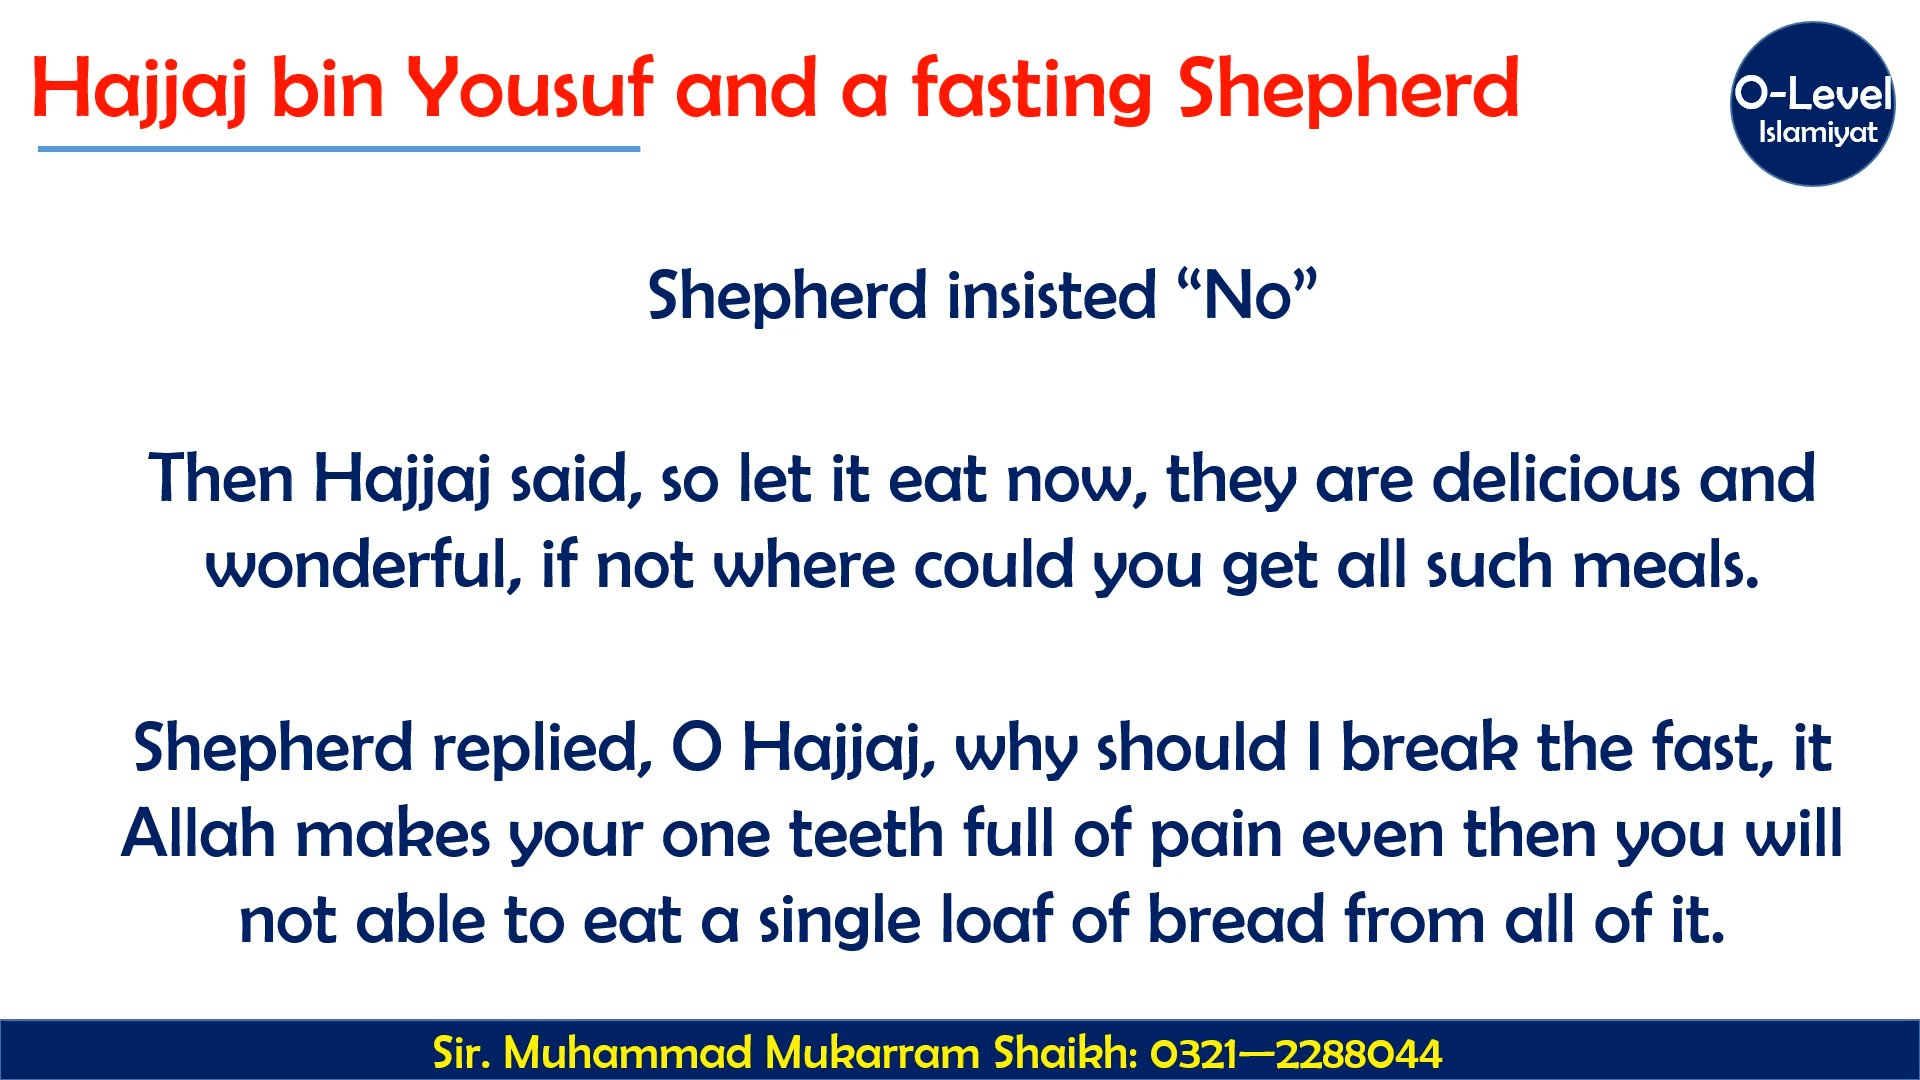 Hajjaj bin Yousuf and a fasting Shepherd
O-Level
Islamiyat
Shepherd insisted “No”
Then Hajjaj said, so let it eat now, they are delicious and
wonderful, if not where could you get all such meals.
Shepherd replied, O Hajjaj, why should I break the fast, it
Allah makes your one teeth full of pain even then you will
not able to eat a single loaf of bread from all of it.
Sir. Muhammad Mukarram Shaikh: 0321—2288044